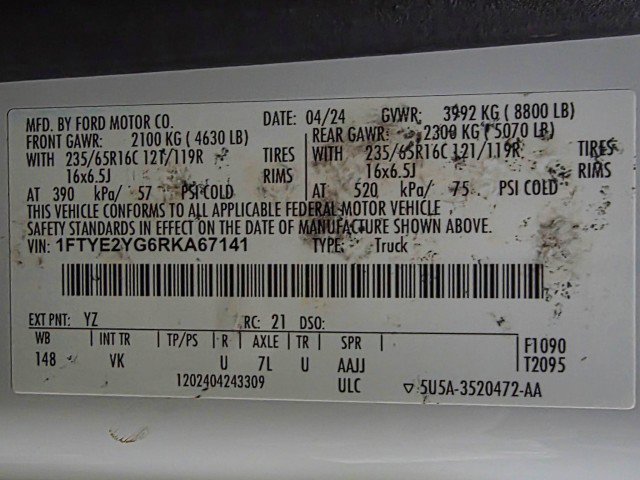 MFD. BY FORD MOTOR CO. DATE: 04/24 GVWR: 3992 KG ( 8800 LB)
FRONT GAWR: 2100 KG ( 4630 LB) REAR GAWR: 2300 KG (5070 LB)
WITH 235/65R16C 121/119R TIRES WITH 235/65R16C 121/119R TIRES
16x6.5J RIMS 16x6.5J RIMS
AT 390 kPa/ 57 PSI COLD AT 520 kPa/ 75 PSI COLD
THIS VEHICLE CONFORMS TO ALL APPLICABLE FEDERAL MOTOR VEHICLE
SAFETY STANDARDS IN EFFECT ON THE DATE OF MANUFACTURE SHOWN ABOVE.
VIN: 1FTYE2YG6RKA67141 TYPE: Truck
EXT PNT: YZ RC: 21 DSO:
WB INT TR TP/PS R AXLE TR SPR F1090
148 VK U 7L U AAJJ T2095
1202404243309 ULC ▽ 5U5A-3520472-AA